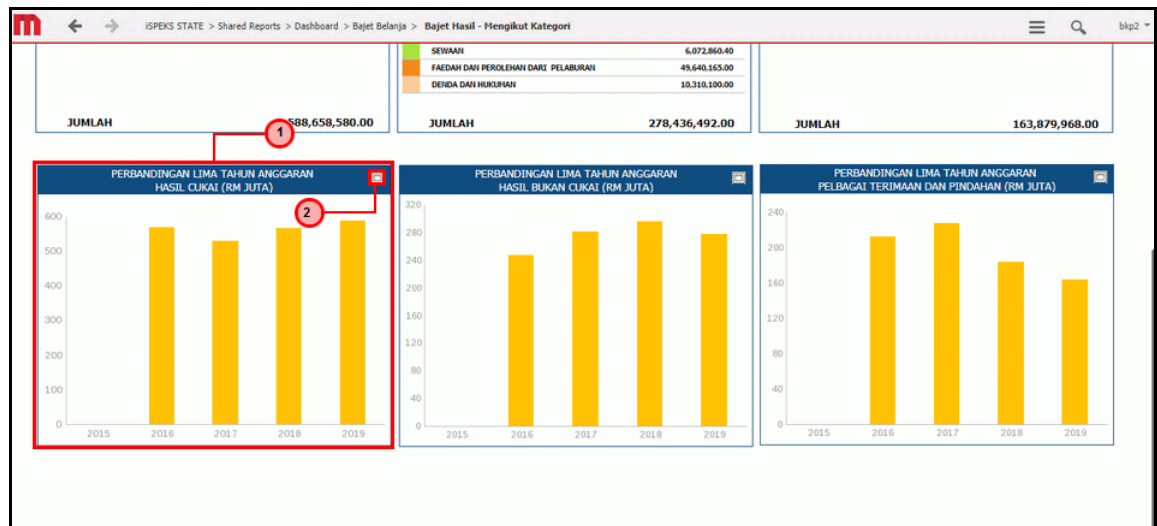 iSPEKS STATE > Shared Reports > Dashboard > Bajet Belanja > Bajet Hasil - Mengikut Kategori
bkp2
SEWAAN 6,072,860.40
FAEDAH DAN PEROLEHAN DARI PELABURAN 49,640,165.00
DENDA DAN HUKUMAN 10,310,100.00
JUMLAH 588,658,580.00
JUMLAH 278,436,492.00
JUMLAH 163,879,968.00
1
PERBANDINGAN LIMA TAHUN ANGGARAN
HASIL CUKAI (RM JUTA)
2
600
500
400
300
200
100
0
2015 2016 2017 2018 2019
PERBANDINGAN LIMA TAHUN ANGGARAN
HASIL BUKAN CUKAI (RM JUTA)
320
280
240
200
160
120
80
40
0
2015 2016 2017 2018 2019
PERBANDINGAN LIMA TAHUN ANGGARAN
PELBAGAI TERIMAAN DAN PINDAHAN (RM JUTA)
240
200
160
120
80
40
0
2015 2016 2017 2018 2019